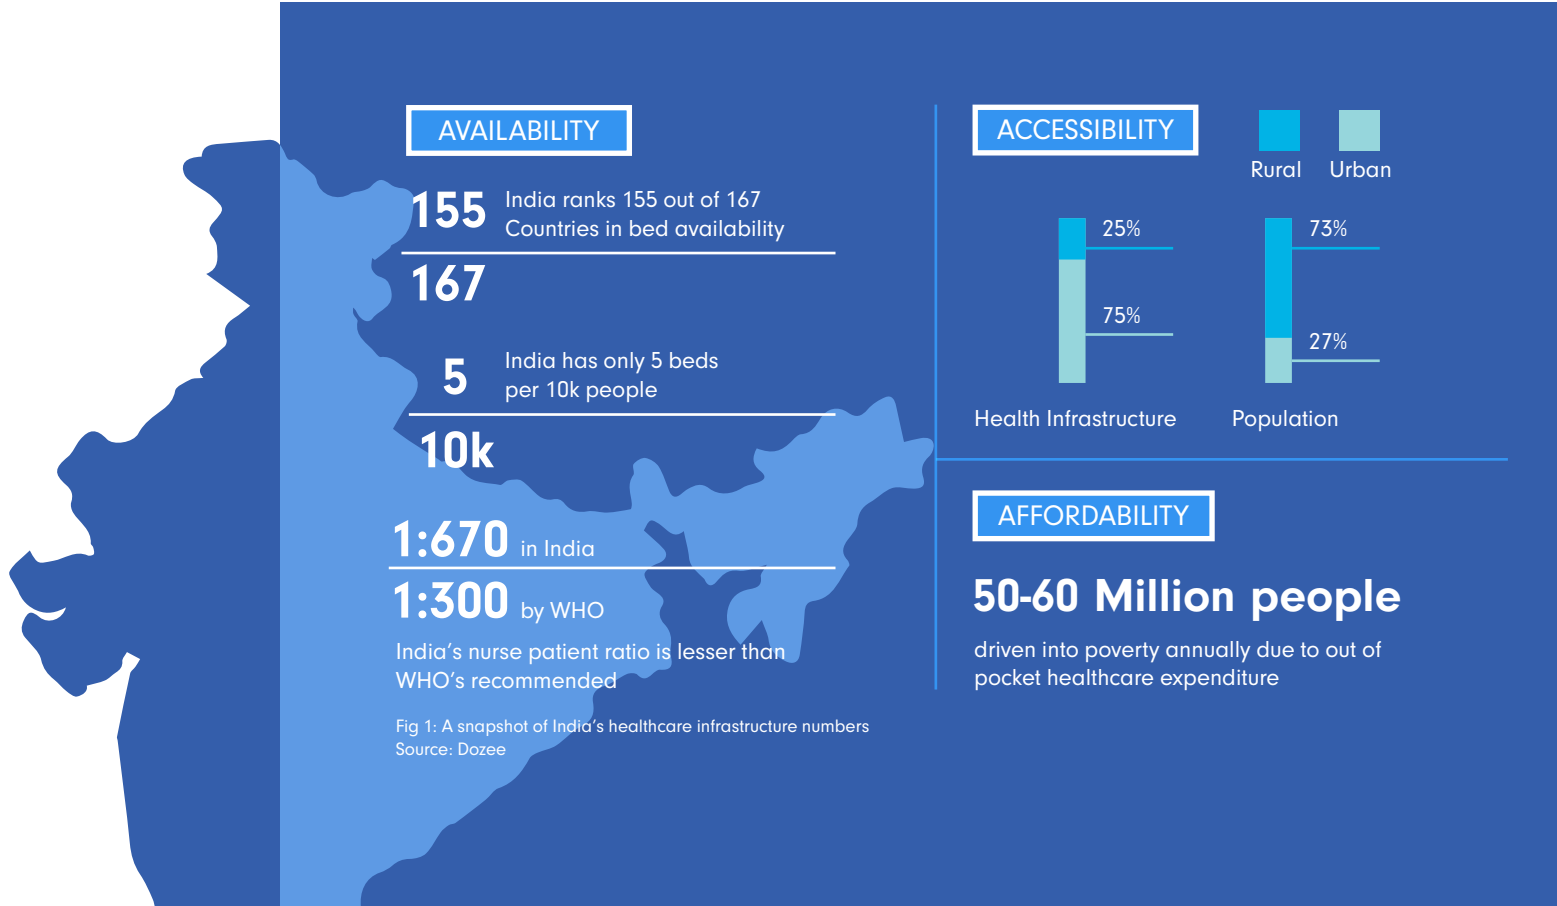 AVAILABILITY
155
India ranks 155 out of 167
Countries in bed availability
167
5
India has only 5 beds
per 10k people
10k
1:670 in India
1:300 by WHO
India’s nurse patient ratio is lesser than
WHO’s recommended
Fig 1: A snapshot of India’s healthcare infrastructure numbers
Source: Dozee
ACCESSIBILITY
Rural Urban
25%
75%
Health Infrastructure
73%
27%
Population
AFFORDABILITY
50-60 Million people
driven into poverty annually due to out of
pocket healthcare expenditure